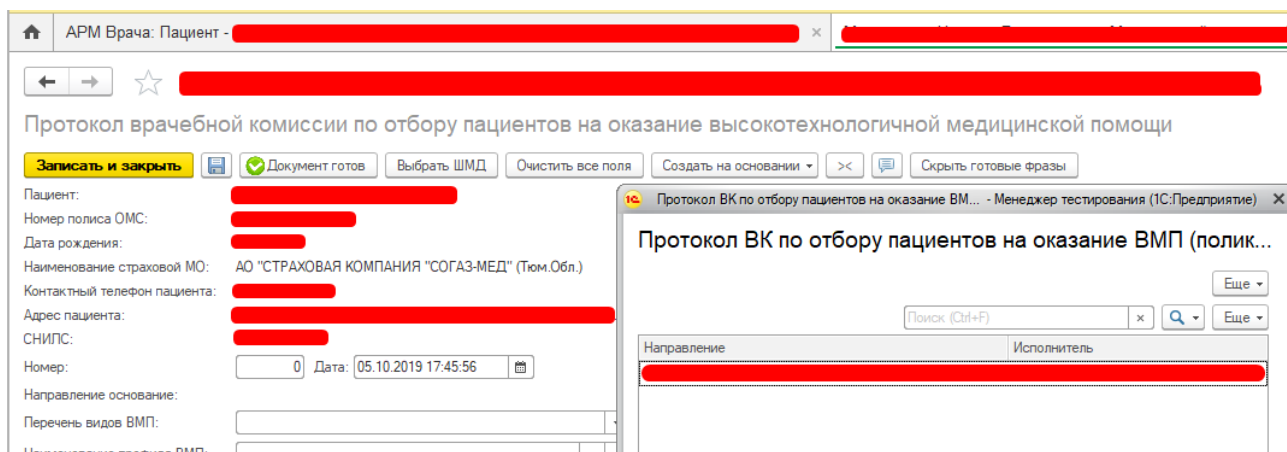 АРМ Врача: Пациент -
Протокол врачебной комиссии по отбору пациентов на оказание высокотехнологичной медицинской помощи
Записать и закрыть Документ готов Выбрать ШМД Очистить все поля Создать на основании Скрыть готовые фразы
Пациент:
Номер полиса ОМС:
Дата рождения:
Наименование страховой МО: АО "СТРАХОВАЯ КОМПАНИЯ "СОГАЗ-МЕД" (Тюм.Обл.)
Контактный телефон пациента:
Адрес пациента:
СНИЛС:
Номер: 0 Дата: 05.10.2019 17:45:56
Направление основание:
Перечень видов ВМП:
Наименование профиля ВМП:
1С Протокол ВК по отбору пациентов на оказание ВМ... - Менеджер тестирования (1С:Предприятие)
Протокол ВК по отбору пациентов на оказание ВМП (полик...
Еще
Поиск (Ctrl+F) Еще
Направление Исполнитель